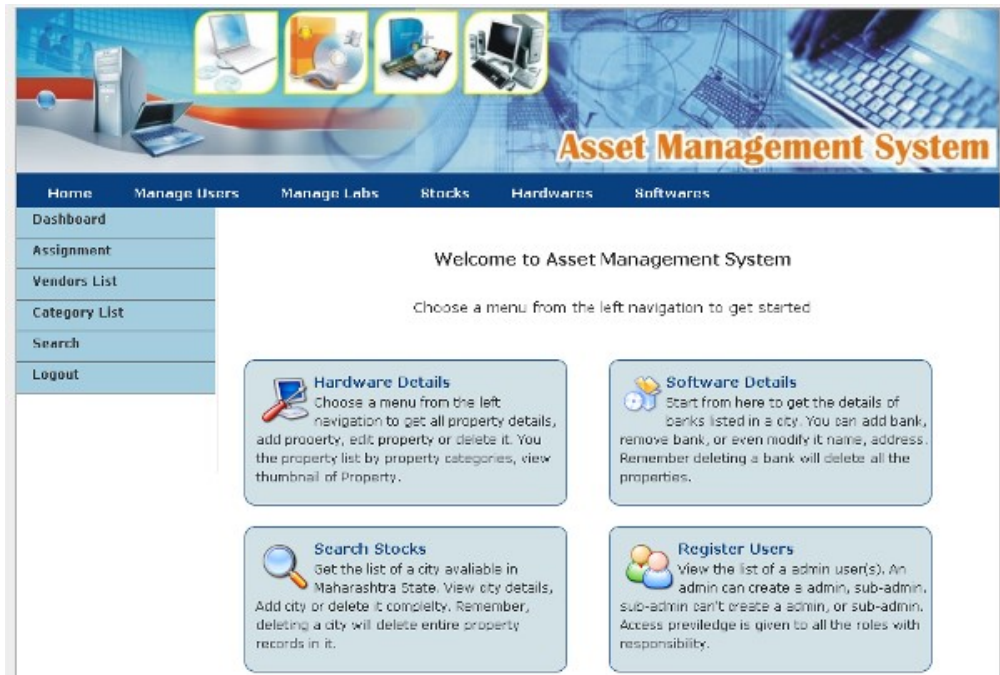 Asset Management System
Home Manage Users Manage Labs Stocks Hardwares Softwares
Dashboard
Assignment
Vendors List
Category List
Search
Logout
Welcome to Asset Management System
Choose a menu from the left navigation to get started
Hardware Details
Choose a menu from the left
navigation to get all property details,
add property, edit property or delete it. You
the property list by property categories, view
thumbnail of Property.
Software Details
Start from here to get the details of
banks listed in a city. You can add bank,
remove bank, or even modify it name, address.
Remember deleting a bank will delete all the
properties.
Search Stocks
Get the list of a city avaliable in
Maharashtra State. View city details,
Add city or delete it complelty. Remember,
deleting a city will delete entire property
records in it.
Register Users
View the list of a admin user(s). An
admin can create a admin, sub-admin,
sub-admin can't create a admin, or sub-admin.
Access previledge is given to all the roles with
responsibility.